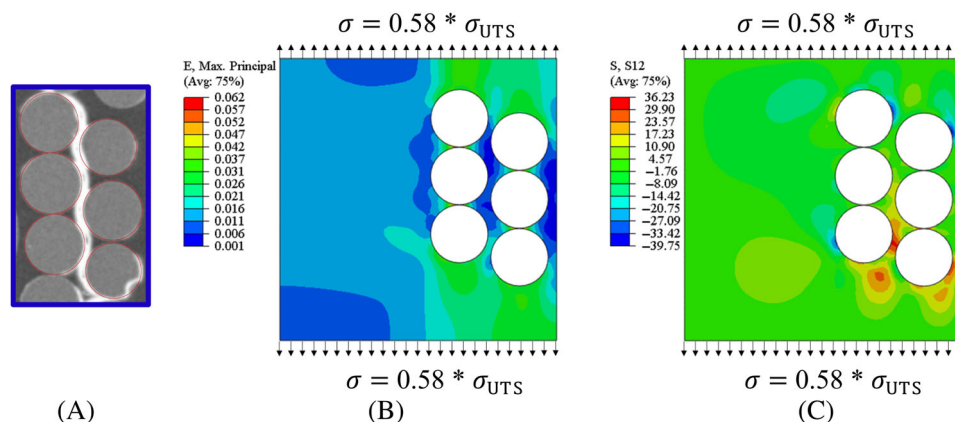 σ = 0.58 * σUTS
σ = 0.58 * σUTS
E, Max. Principal
(Avg: 75%)
0.062
0.057
0.052
0.047
0.042
0.037
0.031
0.026
0.021
0.016
0.011
0.006
0.001
S, S12
(Avg: 75%)
36.23
29.90
23.57
17.23
10.90
4.57
−1.76
−8.09
−14.42
−20.75
−27.09
−33.42
−39.75
σ = 0.58 * σUTS
σ = 0.58 * σUTS
(A)
(B)
(C)